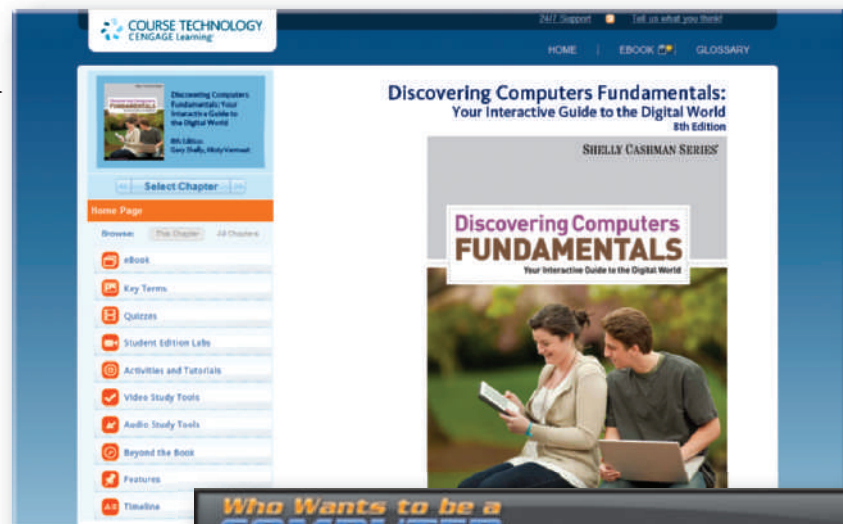 COURSE TECHNOLOGY
CENGAGE Learning
24/7 Support
Tell us what you think!
HOME | EBOOK | GLOSSARY
Discovering Computers
Fundamentals: Your
Interactive Guide to
the Digital World
8th Edition
Gary Shelly, Misty Vermaat
<< Select Chapter >>
Home Page
Browse: This Chapter All Chapters
eBook
Key Terms
Quizzes
Student Edition Labs
Activities and Tutorials
Video Study Tools
Audio Study Tools
Beyond the Book
Features
Timeline
Discovering Computers Fundamentals:
Your Interactive Guide to the Digital World
8th Edition
SHELLY CASHMAN SERIES®
Discovering Computers
FUNDAMENTALS
Your Interactive Guide to the Digital World
Who Wants to be a
COMPUTER